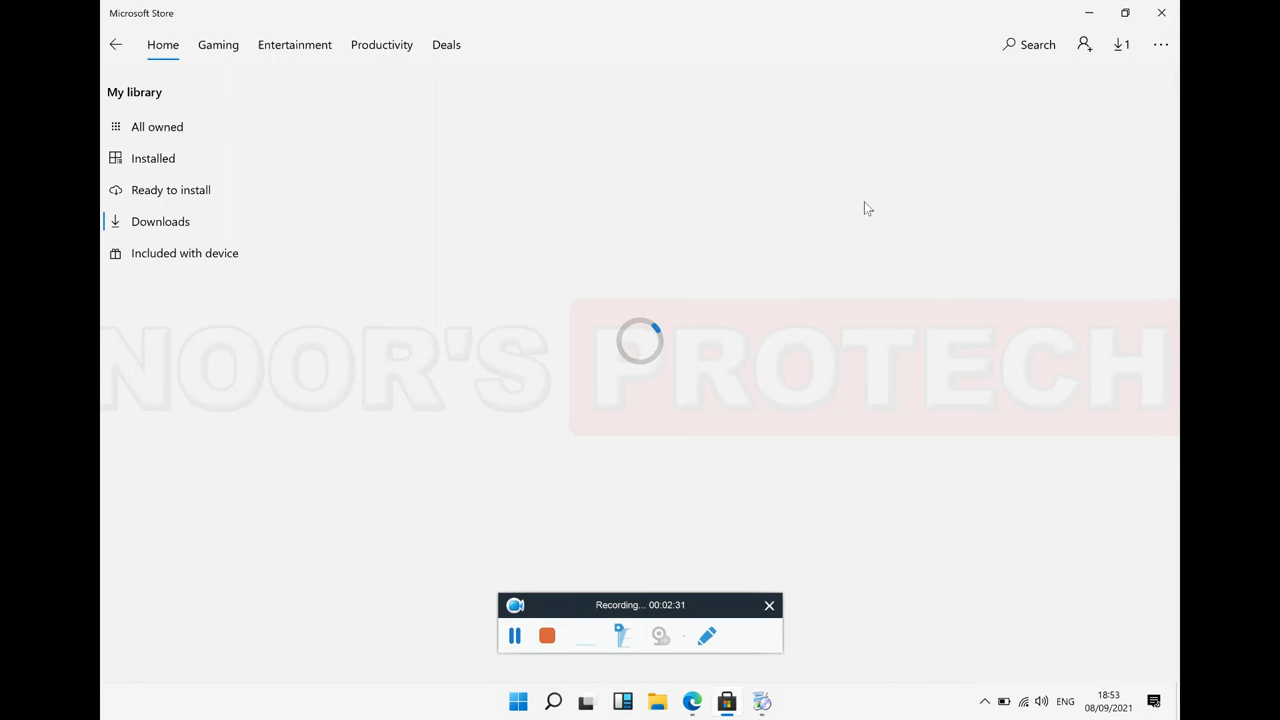 Microsoft Store
Home Gaming Entertainment Productivity Deals Search 1
My library
All owned
Installed
Ready to install
Downloads
Included with device
NOOR'S PROTECH
Recording... 00:02:31
ENG 18:53
08/09/2021